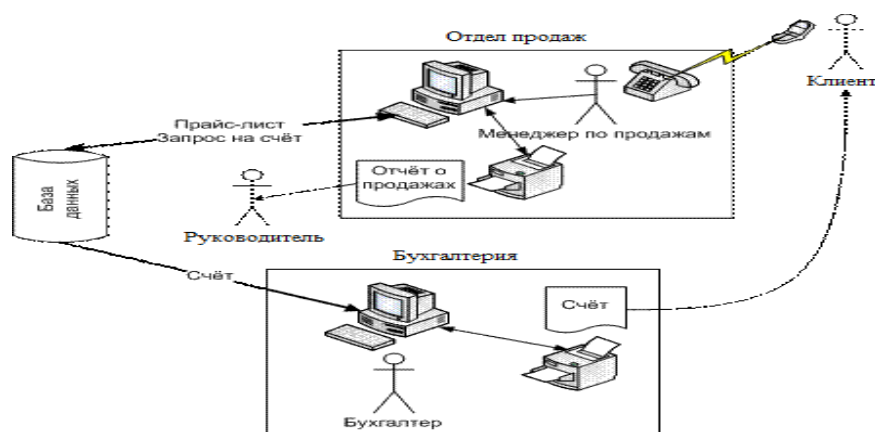 Отдел продаж
Клиент
Прайс-лист
Запрос на счёт
Менеджер по продажам
База
данных
Отчёт о
продажах
Руководитель
Бухгалтерия
Счёт
Счёт
Бухгалтер